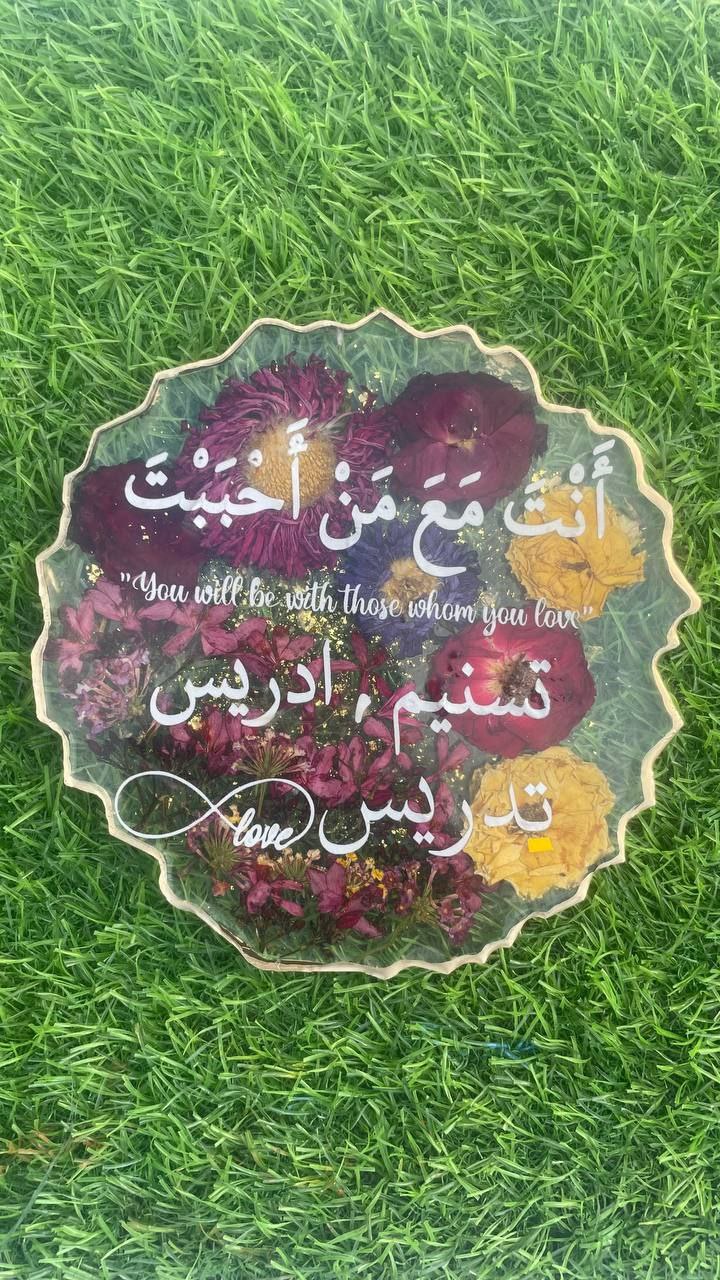 أَنْتَ مَعَ مَنْ أَحْبَبْتَ
"You will be with those whom you love"
تسنيم , ادريس
تدريس love